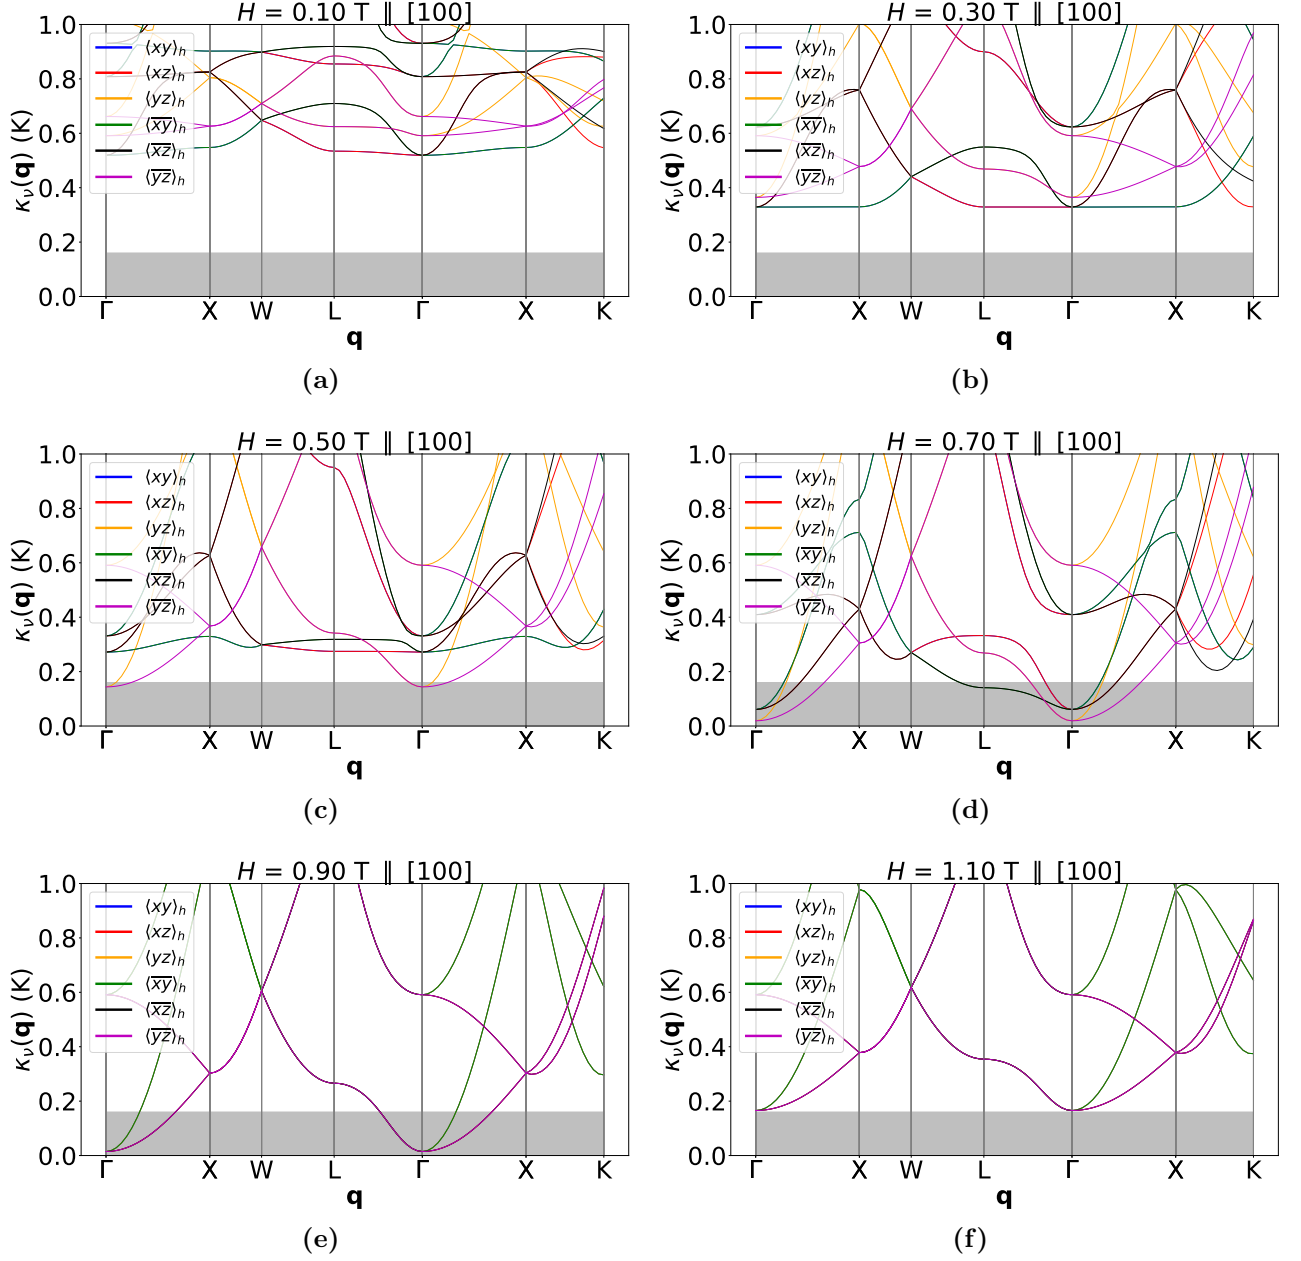 H = 0.10 T ∥ [100]
κν(q) (K)
1.0
0.8
0.6
0.4
0.2
0.0
⟨xy⟩h
⟨xz⟩h
⟨yz⟩h
⟨x̅y̅⟩h
⟨x̅z̅⟩h
⟨y̅z̅⟩h
Γ X W L Γ X K
q
(a)
H = 0.30 T ∥ [100]
κν(q) (K)
1.0
0.8
0.6
0.4
0.2
0.0
⟨xy⟩h
⟨xz⟩h
⟨yz⟩h
⟨x̅y̅⟩h
⟨x̅z̅⟩h
⟨y̅z̅⟩h
Γ X W L Γ X K
q
(b)
H = 0.50 T ∥ [100]
κν(q) (K)
1.0
0.8
0.6
0.4
0.2
0.0
⟨xy⟩h
⟨xz⟩h
⟨yz⟩h
⟨x̅y̅⟩h
⟨x̅z̅⟩h
⟨y̅z̅⟩h
Γ X W L Γ X K
q
(c)
H = 0.70 T ∥ [100]
κν(q) (K)
1.0
0.8
0.6
0.4
0.2
0.0
⟨xy⟩h
⟨xz⟩h
⟨yz⟩h
⟨x̅y̅⟩h
⟨x̅z̅⟩h
⟨y̅z̅⟩h
Γ X W L Γ X K
q
(d)
H = 0.90 T ∥ [100]
κν(q) (K)
1.0
0.8
0.6
0.4
0.2
0.0
⟨xy⟩h
⟨xz⟩h
⟨yz⟩h
⟨x̅y̅⟩h
⟨x̅z̅⟩h
⟨y̅z̅⟩h
Γ X W L Γ X K
q
(e)
H = 1.10 T ∥ [100]
κν(q) (K)
1.0
0.8
0.6
0.4
0.2
0.0
⟨xy⟩h
⟨xz⟩h
⟨yz⟩h
⟨x̅y̅⟩h
⟨x̅z̅⟩h
⟨y̅z̅⟩h
Γ X W L Γ X K
q
(f)